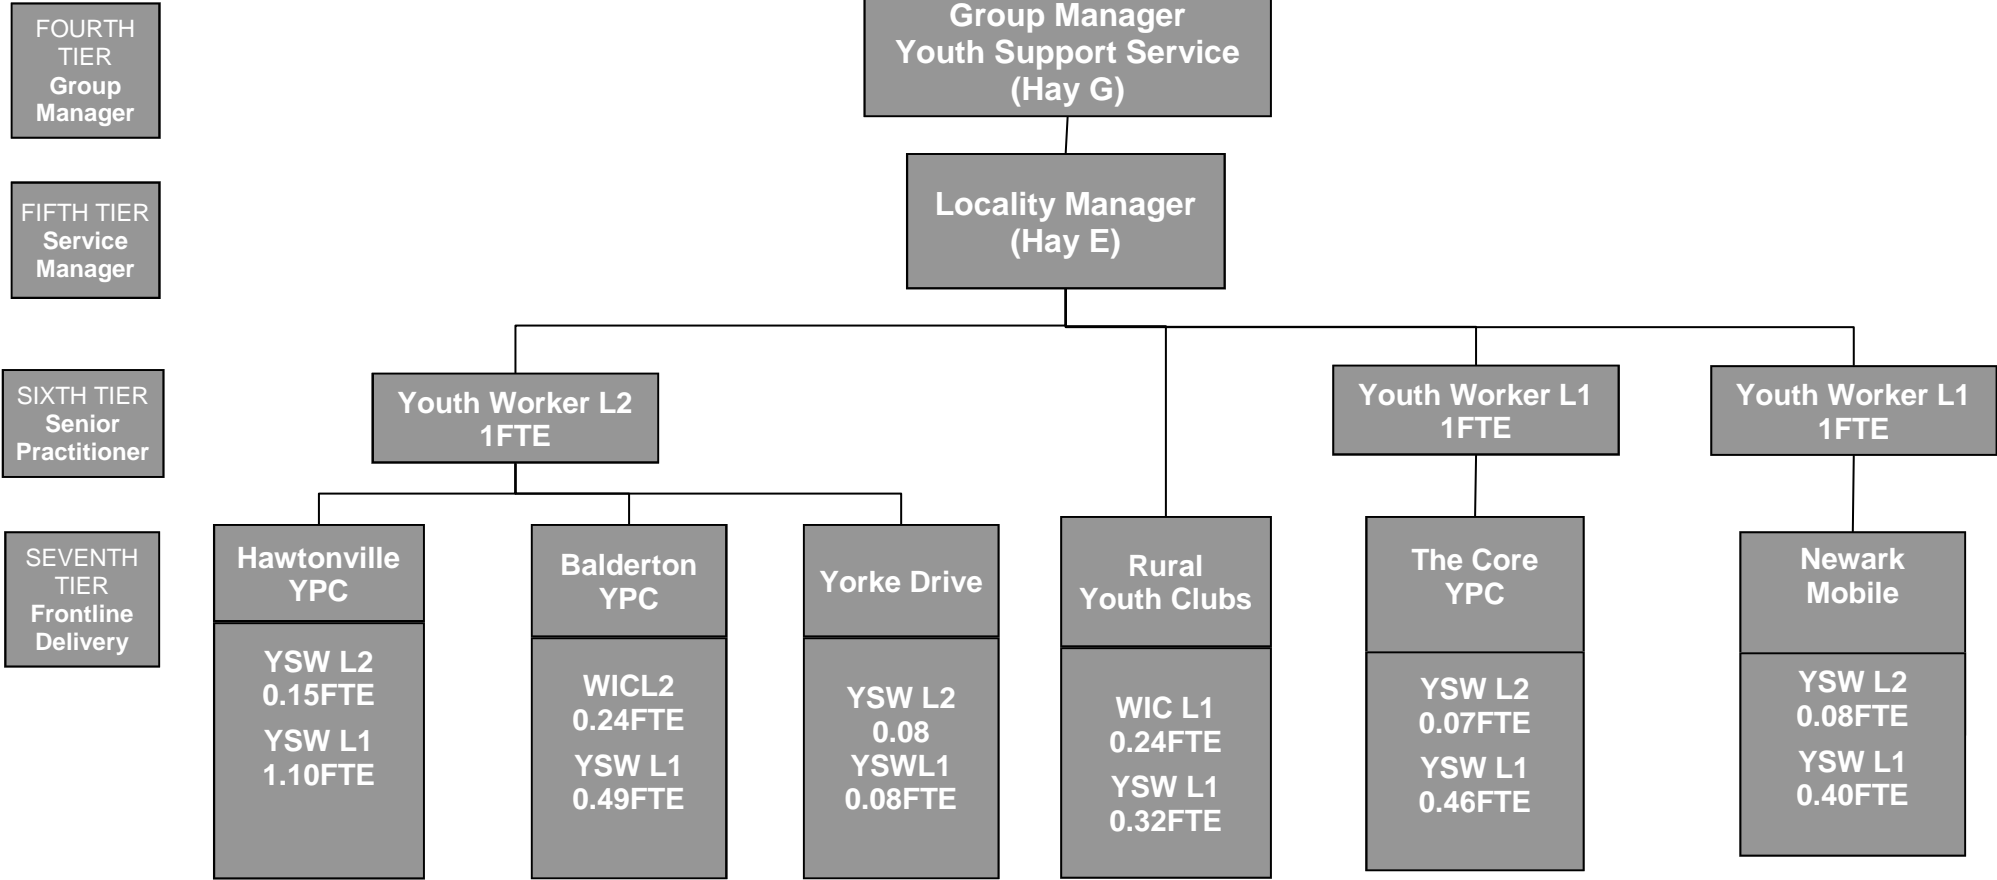 FOURTH
TIER
Group
Manager
Group Manager
Youth Support Service
(Hay G)
FIFTH TIER
Service
Manager
Locality Manager
(Hay E)
SIXTH TIER
Senior
Practitioner
Youth Worker L2
1FTE
Youth Worker L1
1FTE
Youth Worker L1
1FTE
SEVENTH
TIER
Frontline
Delivery
Hawtonville
YPC
YSW L2
0.15FTE
YSW L1
1.10FTE
Balderton
YPC
WICL2
0.24FTE
YSW L1
0.49FTE
Yorke Drive
YSW L2
0.08
YSWL1
0.08FTE
Rural
Youth Clubs
WIC L1
0.24FTE
YSW L1
0.32FTE
The Core
YPC
YSW L2
0.07FTE
YSW L1
0.46FTE
Newark
Mobile
YSW L2
0.08FTE
YSW L1
0.40FTE